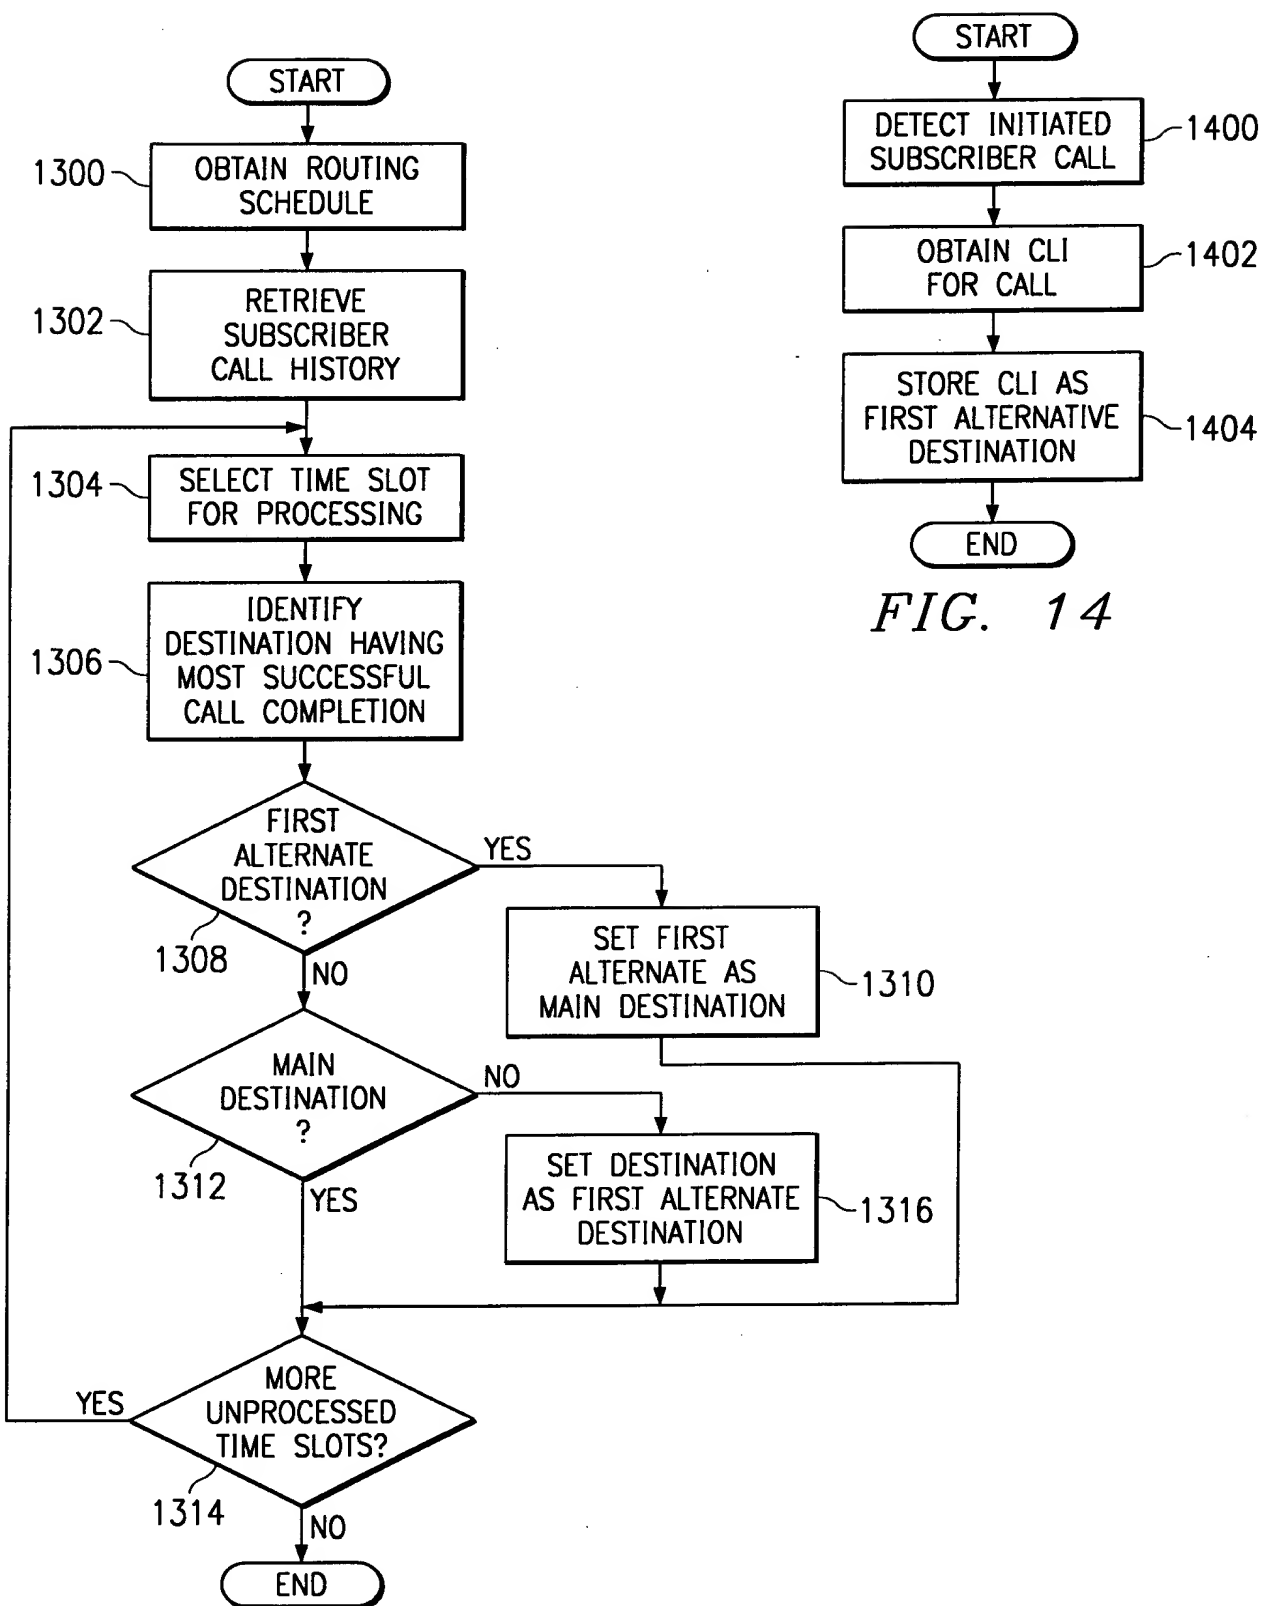 START
1300
OBTAIN ROUTING
SCHEDULE
1302
RETRIEVE
SUBSCRIBER
CALL HISTORY
1304
SELECT TIME SLOT
FOR PROCESSING
1306
IDENTIFY
DESTINATION HAVING
MOST SUCCESSFUL
CALL COMPLETION
FIRST
ALTERNATE
DESTINATION
?
1308
YES
NO
SET FIRST
ALTERNATE AS
MAIN DESTINATION
1310
MAIN
DESTINATION
?
1312
NO
YES
SET DESTINATION
AS FIRST ALTERNATE
DESTINATION
1316
MORE
UNPROCESSED
TIME SLOTS?
1314
YES
NO
END
START
DETECT INITIATED
SUBSCRIBER CALL
1400
OBTAIN CLI
FOR CALL
1402
STORE CLI AS
FIRST ALTERNATIVE
DESTINATION
1404
END
FIG. 14